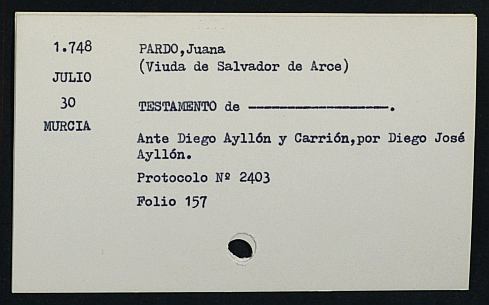 1.748
JULIO
30
MURCIA
PARDO,Juana
(Viuda de Salvador de Arce)
TESTAMENTO de ———————————.
Ante Diego Ayllón y Carrión,por Diego José
Ayllón.
Protocolo Nº 2403
Folio 157